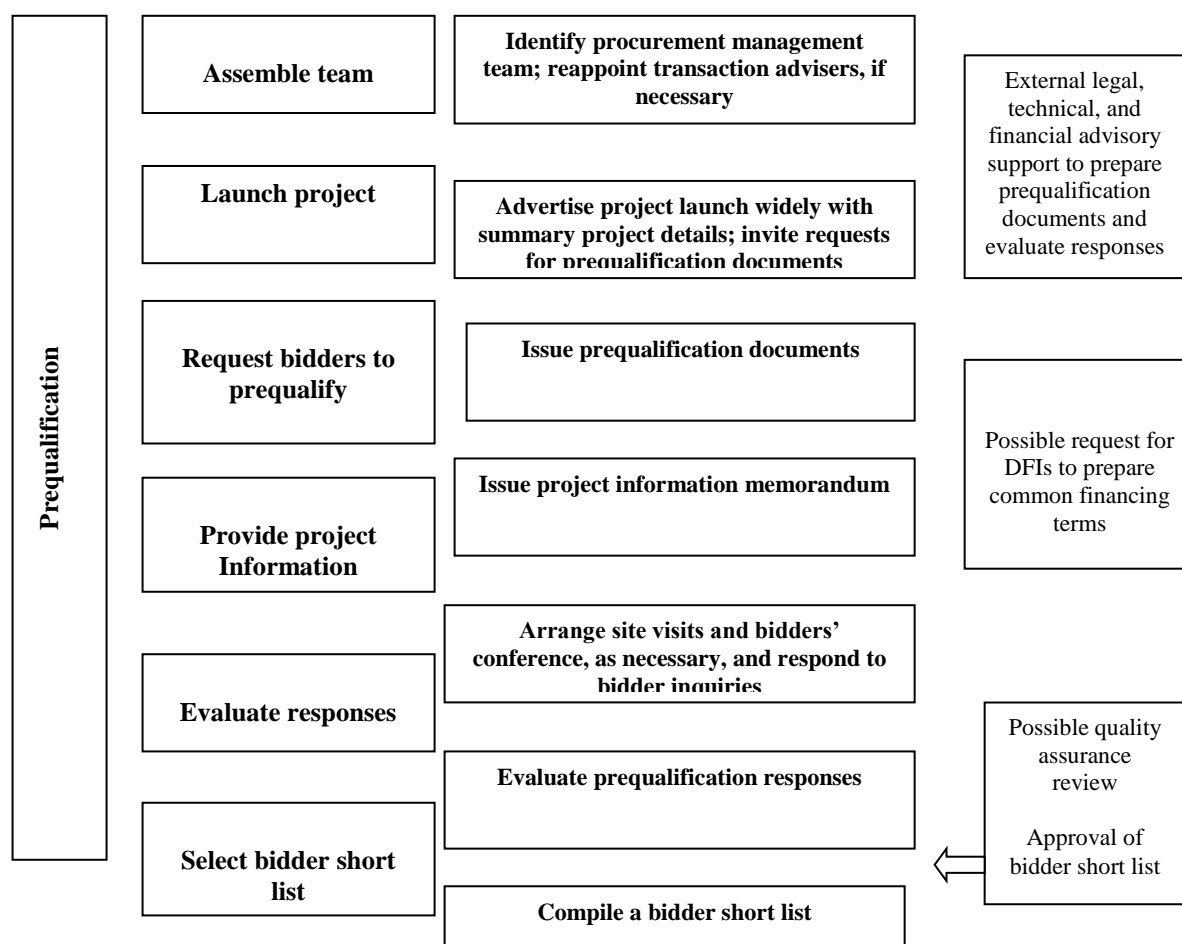 Prequalification
Assemble team
Identify procurement management
team; reappoint transaction advisers, if
necessary
External legal,
technical, and
financial advisory
support to prepare
prequalification
documents and
evaluate responses
Launch project
Advertise project launch widely with
summary project details; invite requests
for prequalification documents
Request bidders to
prequalify
Issue prequalification documents
Possible request for
DFIs to prepare
common financing
terms
Provide project
Information
Issue project information memorandum
Arrange site visits and bidders’
conference, as necessary, and respond to
bidder inquiries
Evaluate responses
Evaluate prequalification responses
Possible quality
assurance
review
Approval of
bidder short list
Select bidder short
list
Compile a bidder short list